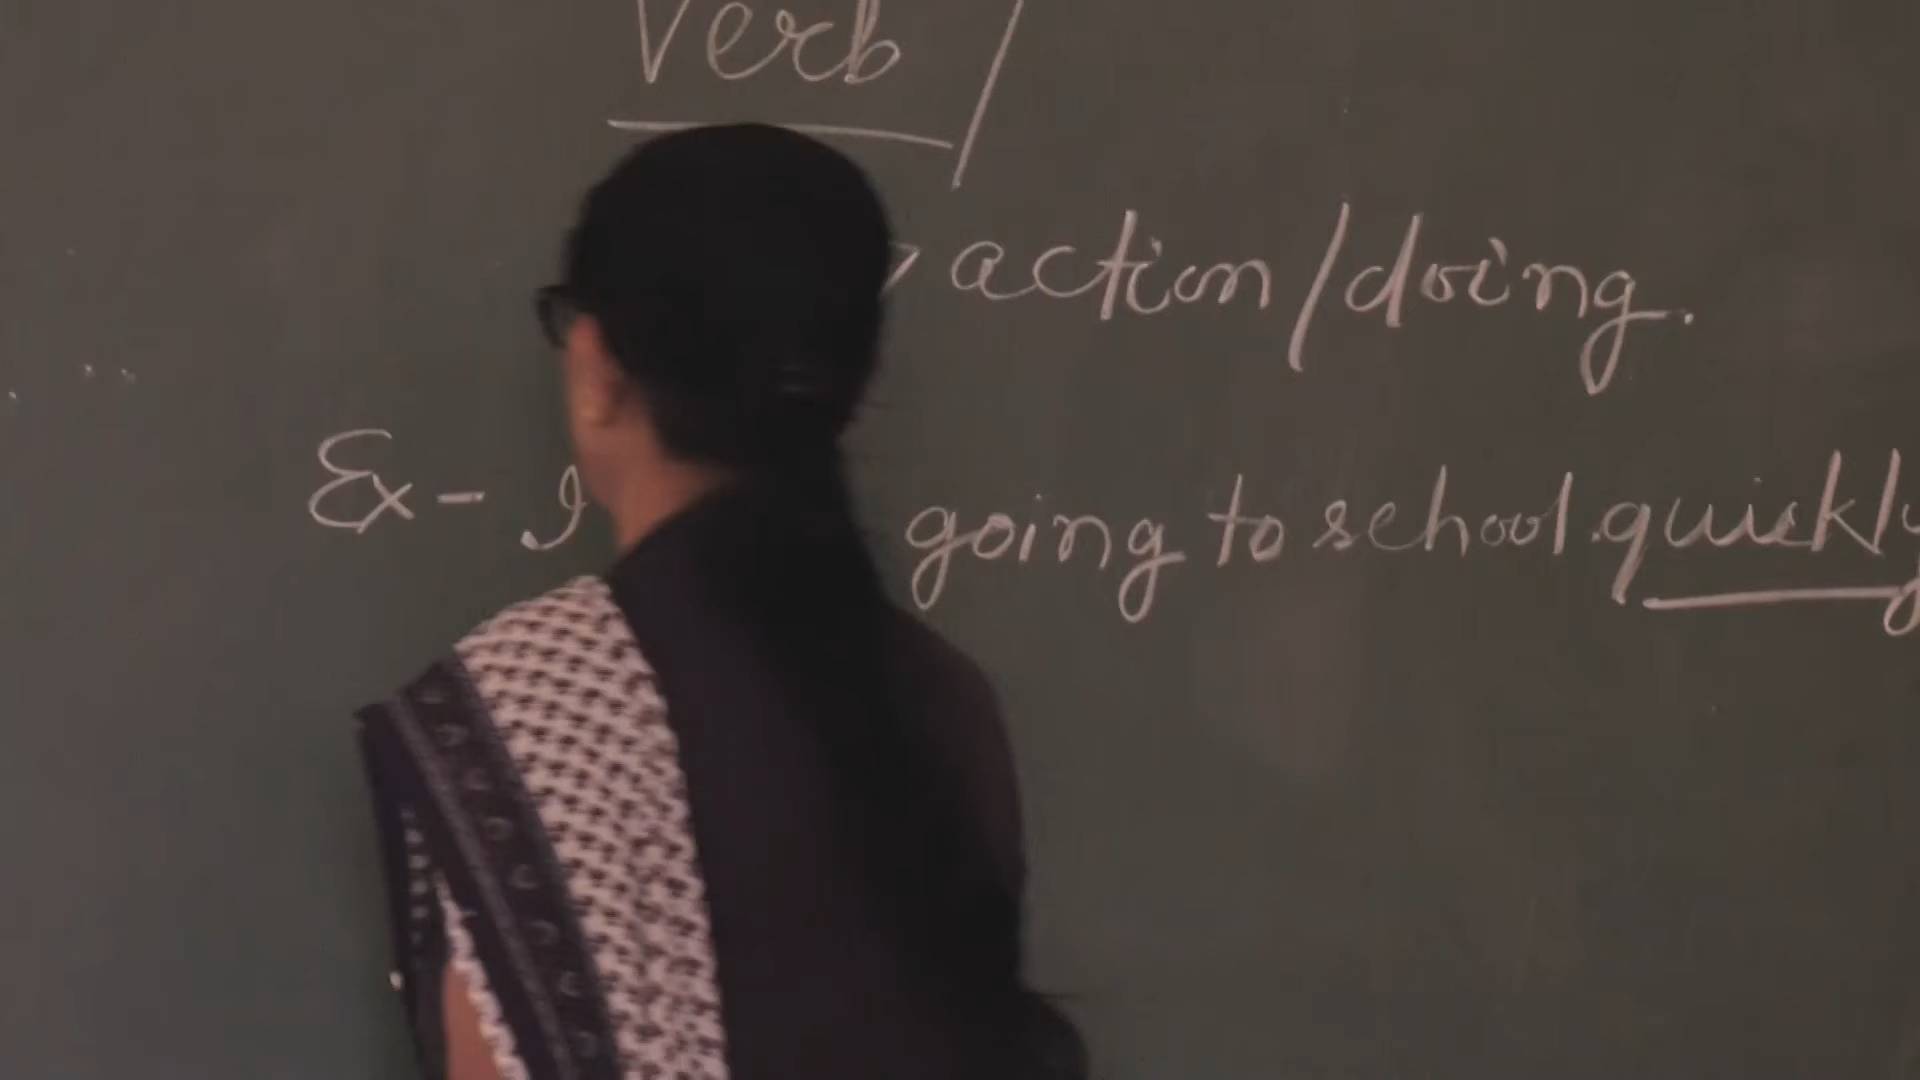 Verb /
action/doing.
Ex - I going to school.quickly